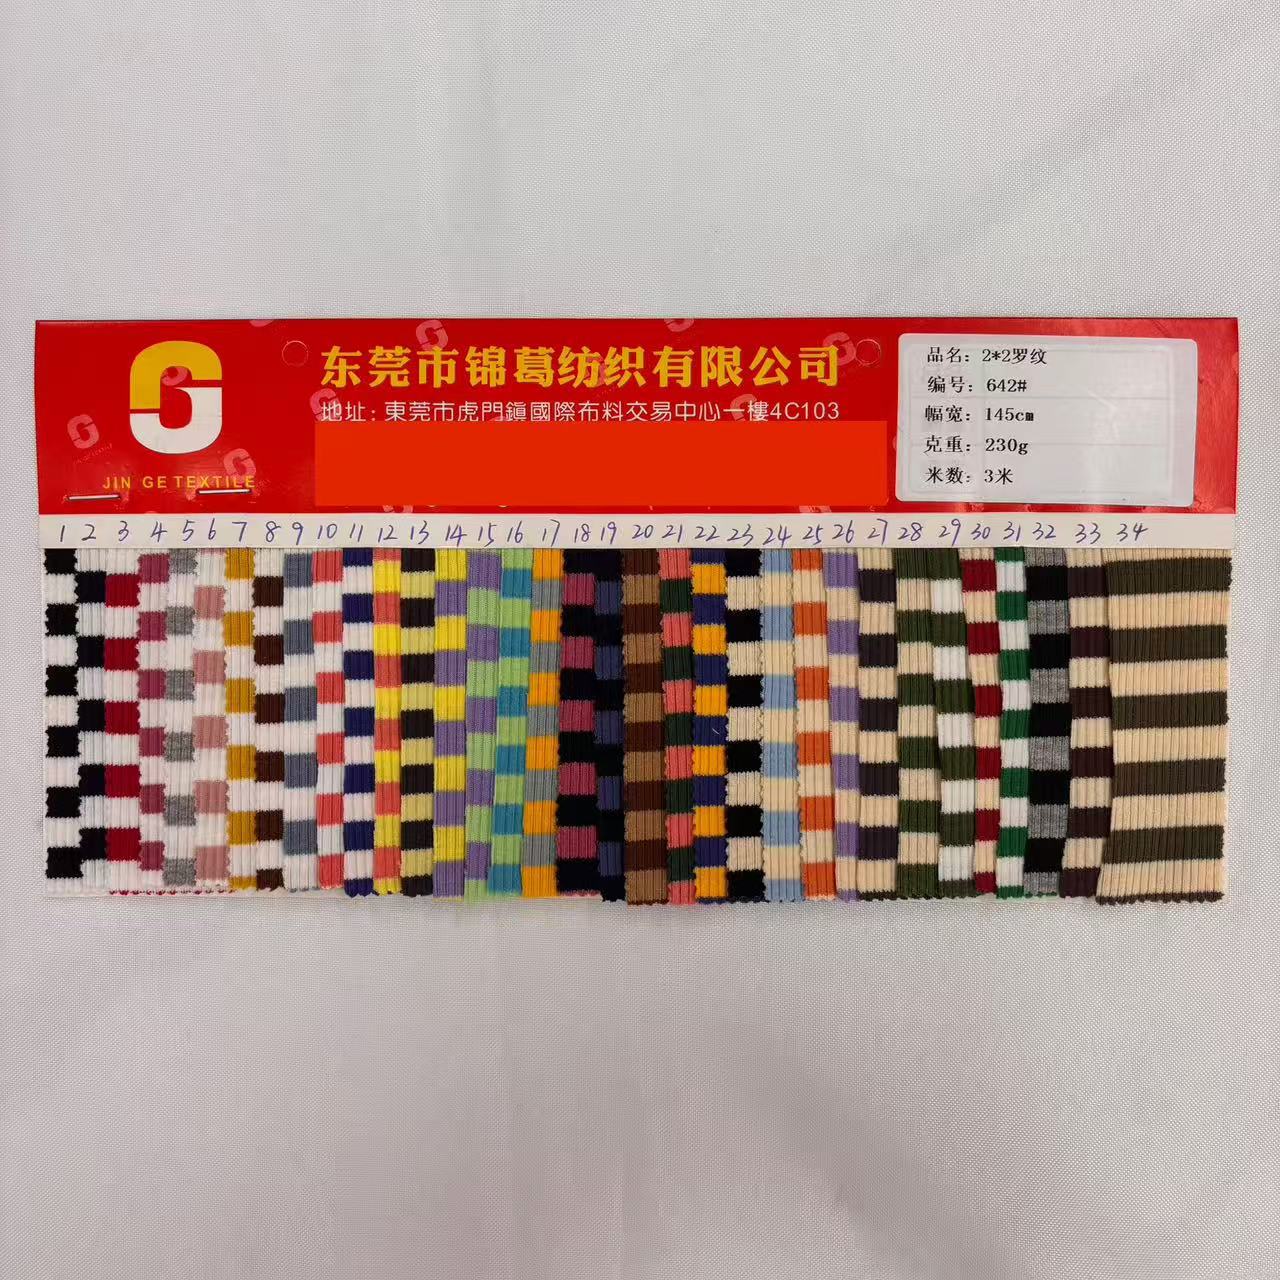 东莞市锦葛纺织有限公司
地址：東莞市虎門鎮國際布料交易中心一樓4C103
JIN GE TEXTILE
品名：2*2罗纹
编号：642#
幅宽：145cm
克重：230g
米数：3米
1 2 3 4 5 6 7 8 9 10 11 12 13 14 15 16 17 18 19 20 21 22 23 24 25 26 27 28 29 30 31 32 33 34